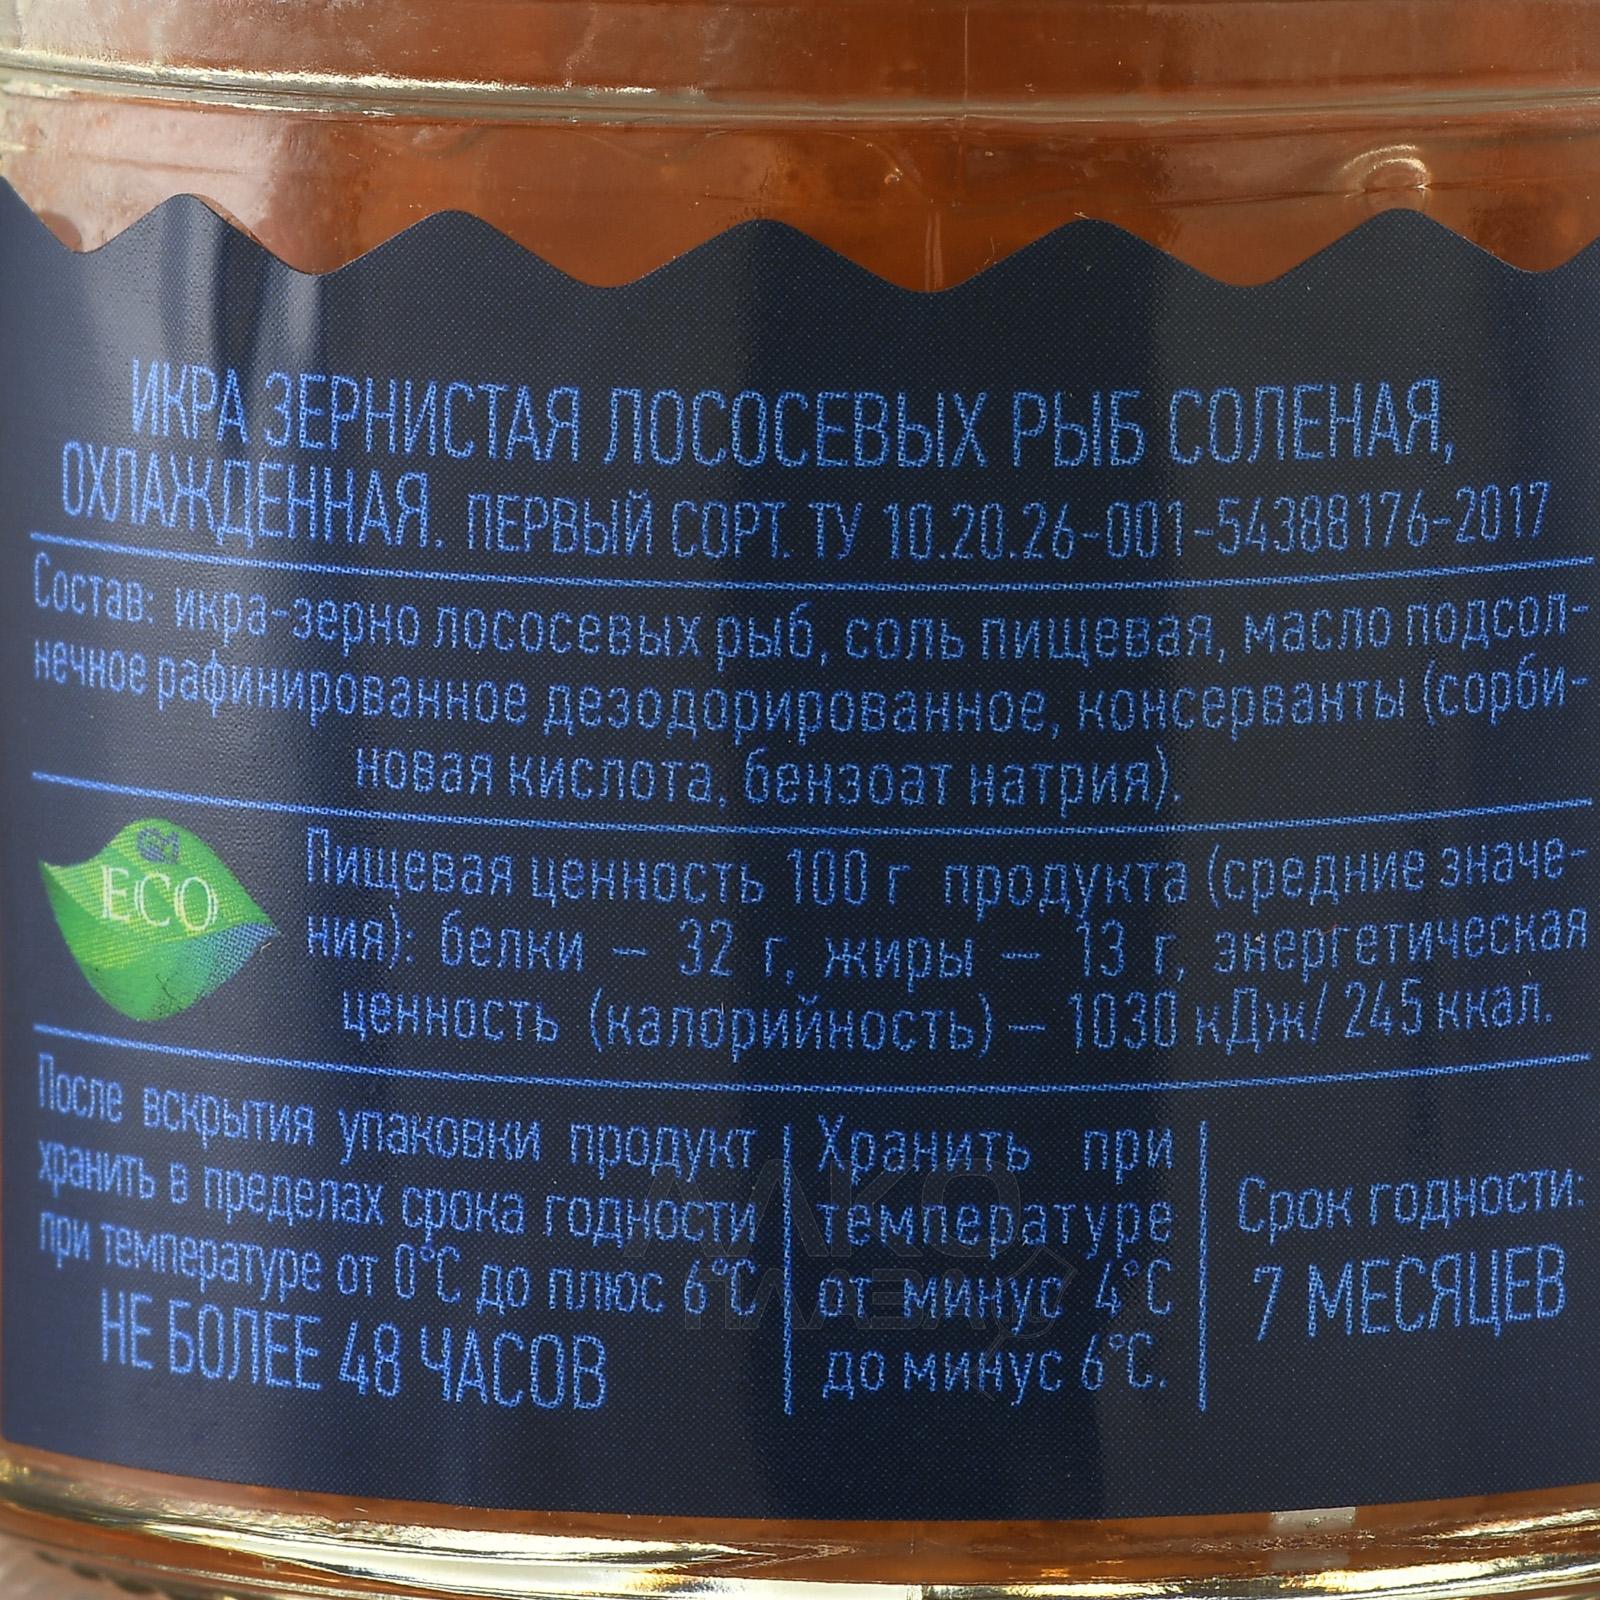 ИКРА ЗЕРНИСТАЯ ЛОСОСЕВЫХ РЫБ СОЛЕНАЯ,
ОХЛАЖДЕННАЯ. ПЕРВЫЙ СОРТ. ТУ 10.20.26-001-54388176-2017
Состав: икра-зерно лососевых рыб, соль пищевая, масло подсол-
нечное рафинированное дезодорированное, консерванты (сорби-
новая кислота, бензоат натрия).
ECO
Пищевая ценность 100 г продукта (средние значе-
ния): белки – 32 г, жиры – 13 г, энергетическая
ценность (калорийность) – 1030 кДж/ 245 ккал.
После вскрытия упаковки продукт
хранить в пределах срока годности
при температуре от 0°С до плюс 6°С
НЕ БОЛЕЕ 48 ЧАСОВ
Хранить при
температуре
от минус 4°С
до минус 6°С.
Срок годности:
7 МЕСЯЦЕВ
АЛКО
ПЛАЗА